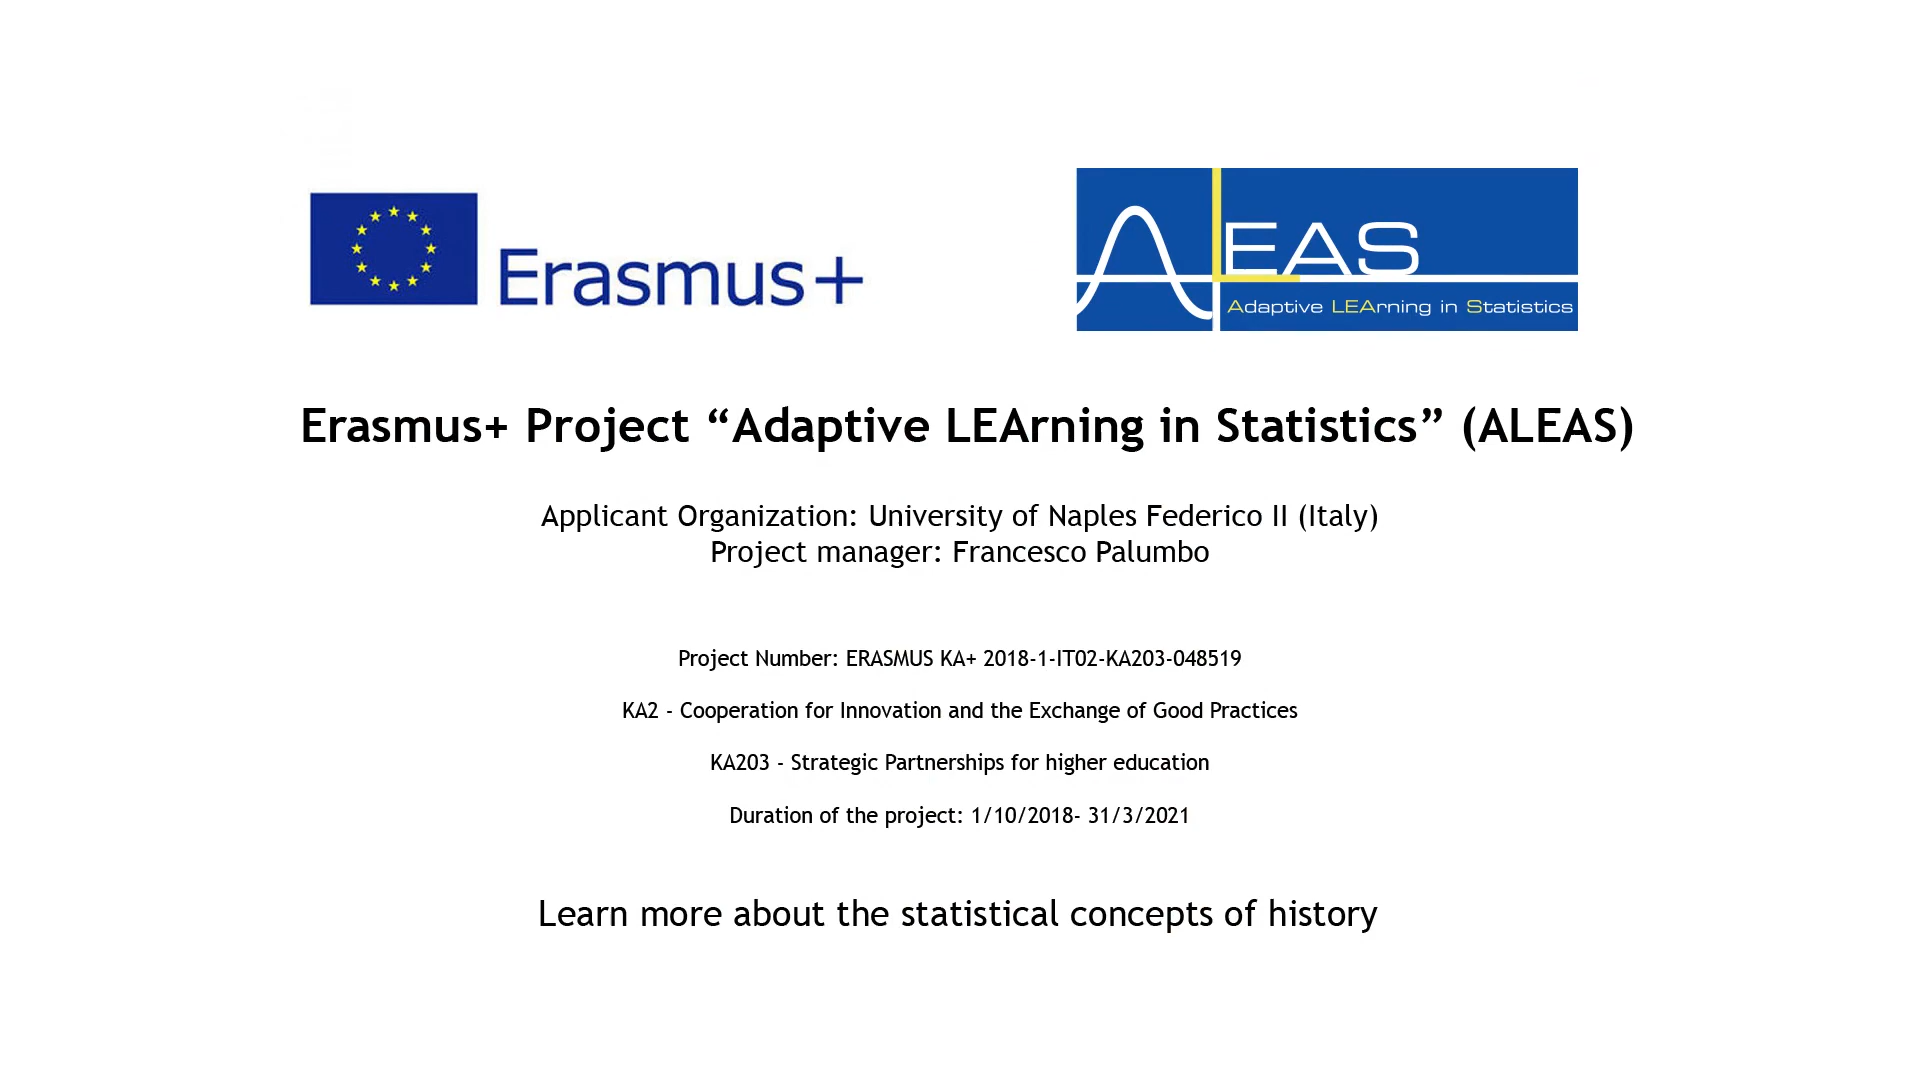 Erasmus+
ALEAS
Adaptive LEArning in Statistics
Erasmus+ Project “Adaptive LEArning in Statistics” (ALEAS)
Applicant Organization: University of Naples Federico II (Italy)
Project manager: Francesco Palumbo
Project Number: ERASMUS KA+ 2018-1-IT02-KA203-048519
KA2 - Cooperation for Innovation and the Exchange of Good Practices
KA203 - Strategic Partnerships for higher education
Duration of the project: 1/10/2018- 31/3/2021
Learn more about the statistical concepts of history